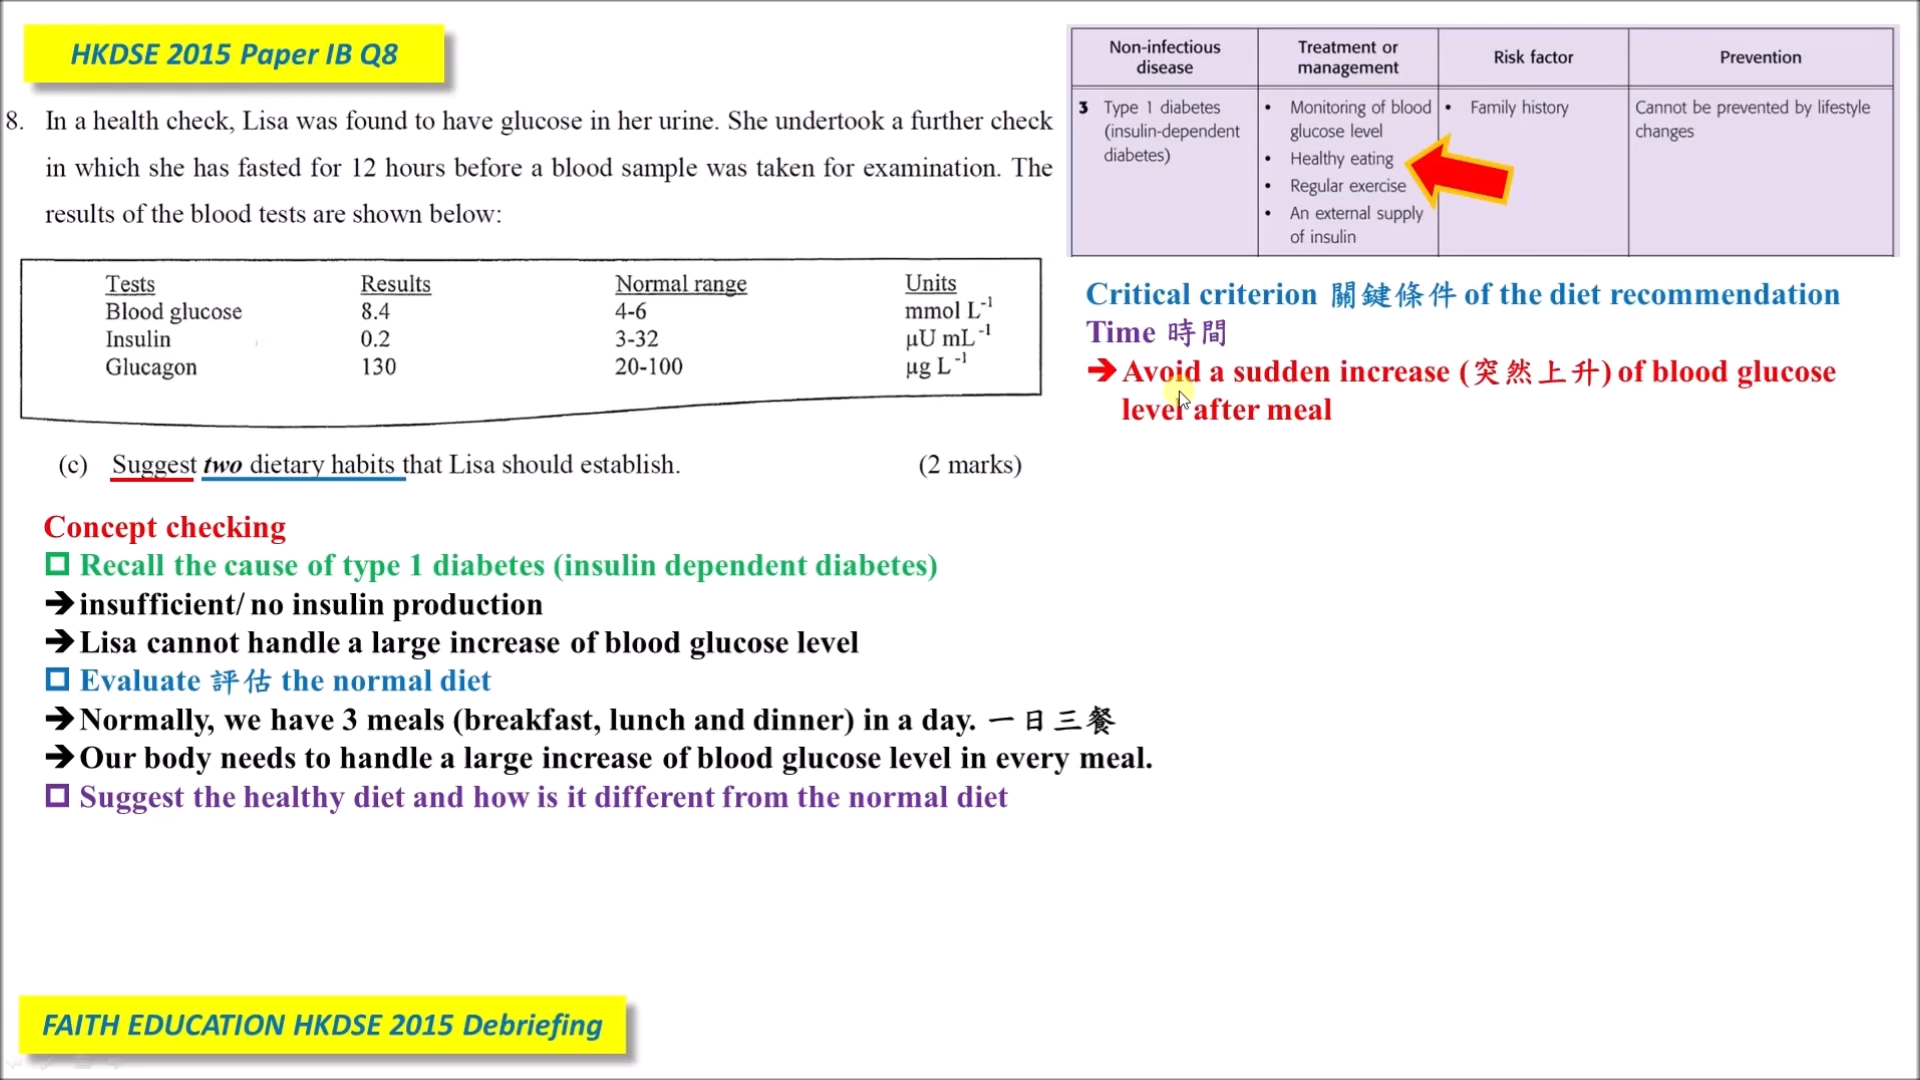 HKDSE 2015 Paper IB Q8
8. In a health check, Lisa was found to have glucose in her urine. She undertook a further check
in which she has fasted for 12 hours before a blood sample was taken for examination. The
results of the blood tests are shown below:
Tests Results Normal range Units
Blood glucose 8.4 4-6 mmol L⁻¹
Insulin 0.2 3-32 μU mL⁻¹
Glucagon 130 20-100 μg L⁻¹
(c) Suggest two dietary habits that Lisa should establish. (2 marks)
Concept checking
❑ Recall the cause of type 1 diabetes (insulin dependent diabetes)
➔ insufficient/ no insulin production
➔ Lisa cannot handle a large increase of blood glucose level
❑ Evaluate 評估 the normal diet
➔ Normally, we have 3 meals (breakfast, lunch and dinner) in a day. 一日三餐
➔ Our body needs to handle a large increase of blood glucose level in every meal.
❑ Suggest the healthy diet and how is it different from the normal diet
Non-infectious disease
Treatment or management
Risk factor
Prevention
3 Type 1 diabetes
(insulin-dependent
diabetes)
• Monitoring of blood
glucose level
• Healthy eating
• Regular exercise
• An external supply
of insulin
• Family history
Cannot be prevented by lifestyle
changes
Critical criterion 關鍵條件 of the diet recommendation
Time 時間
➔ Avoid a sudden increase (突然上升) of blood glucose
level after meal
FAITH EDUCATION HKDSE 2015 Debriefing